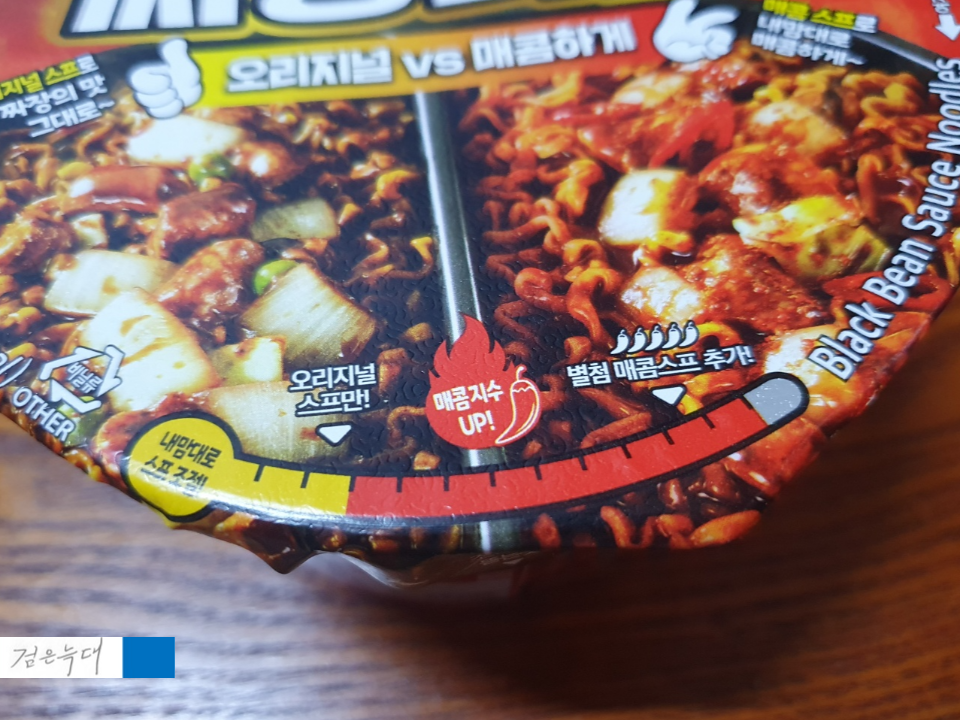 오리지널 vs 매콤하게
지널 스프로
짜장의 맛
그대로~
매콤 스프로
내맘대로
매콤하게~
Black Bean Sauce Noodles
비닐류
OTHER
오리지널
스프만!
매콤지수
UP!
별첨 매콤스프 추가!
내맘대로
스프 조절!
검은늑대